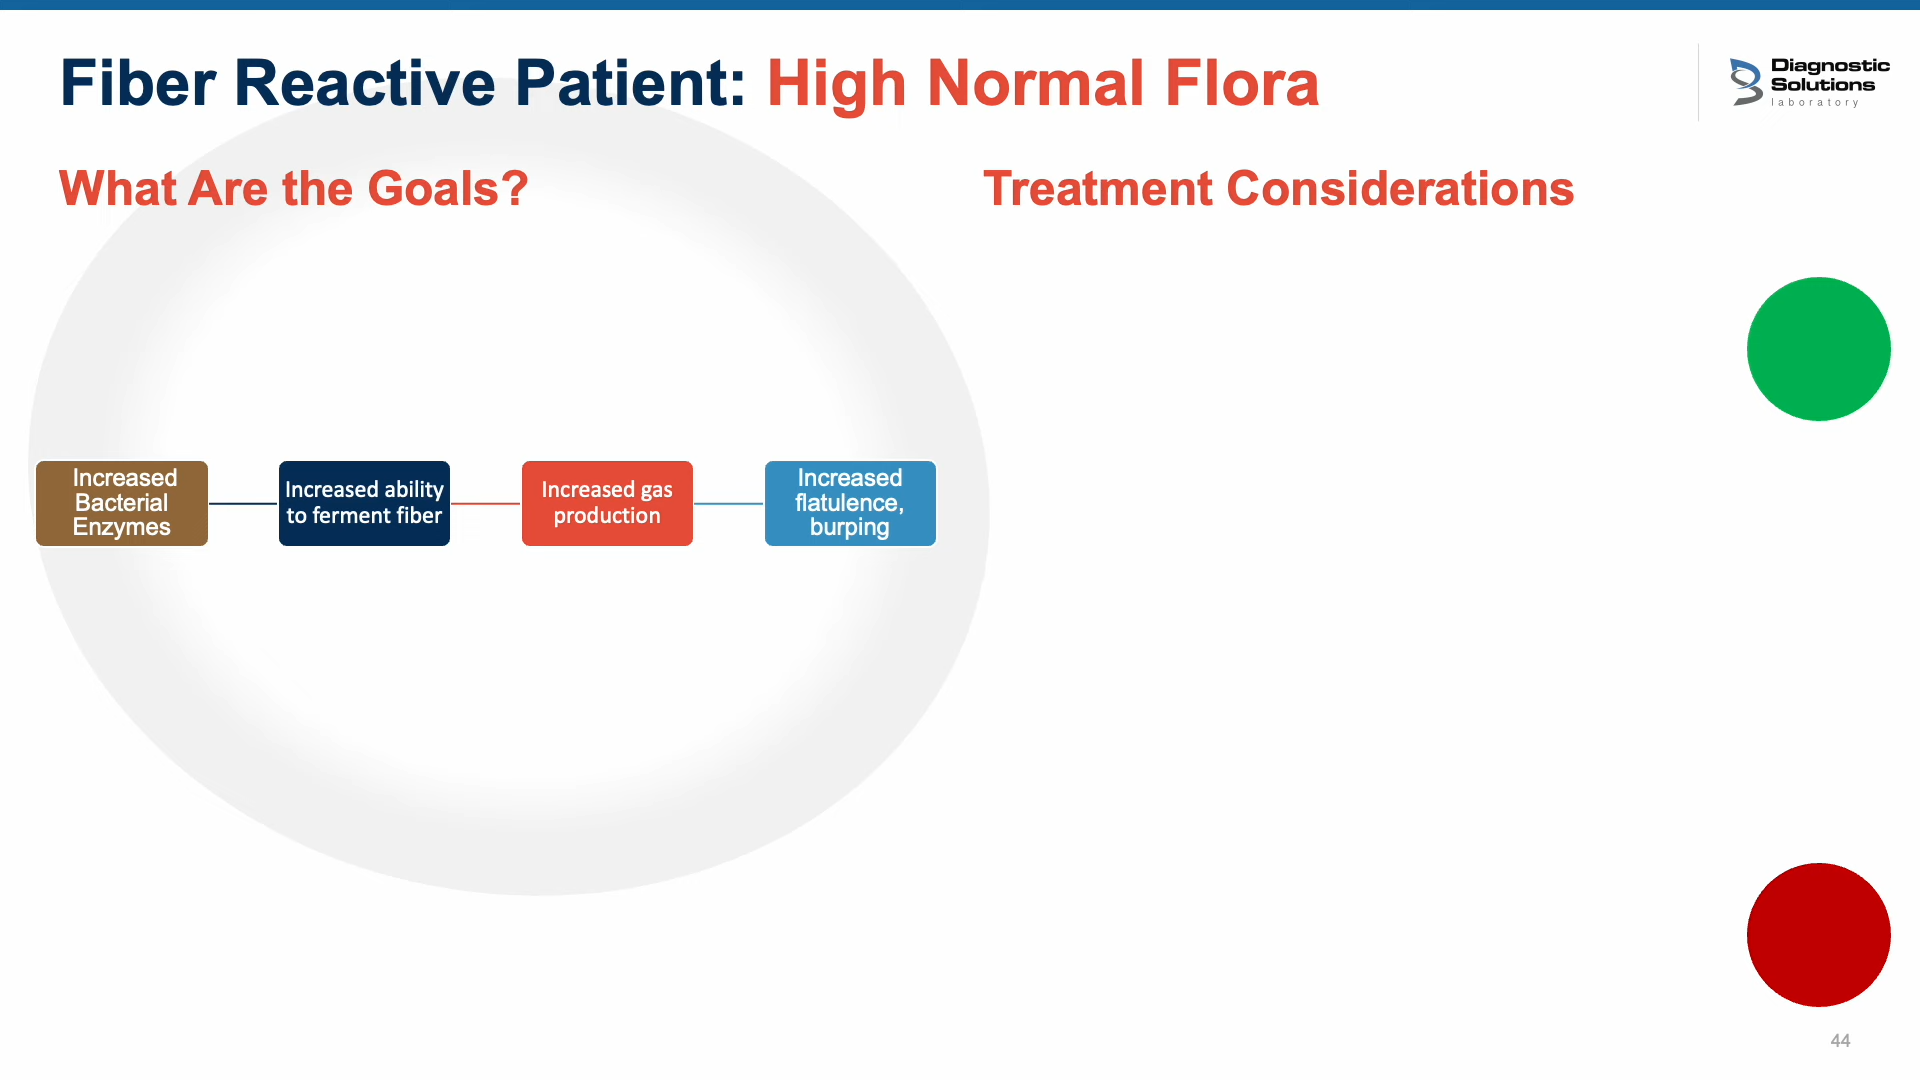 Fiber Reactive Patient: High Normal Flora
Diagnostic
Solutions
laboratory
What Are the Goals?
Treatment Considerations
Increased
Bacterial
Enzymes
Increased ability
to ferment fiber
Increased gas
production
Increased
flatulence,
burping
44